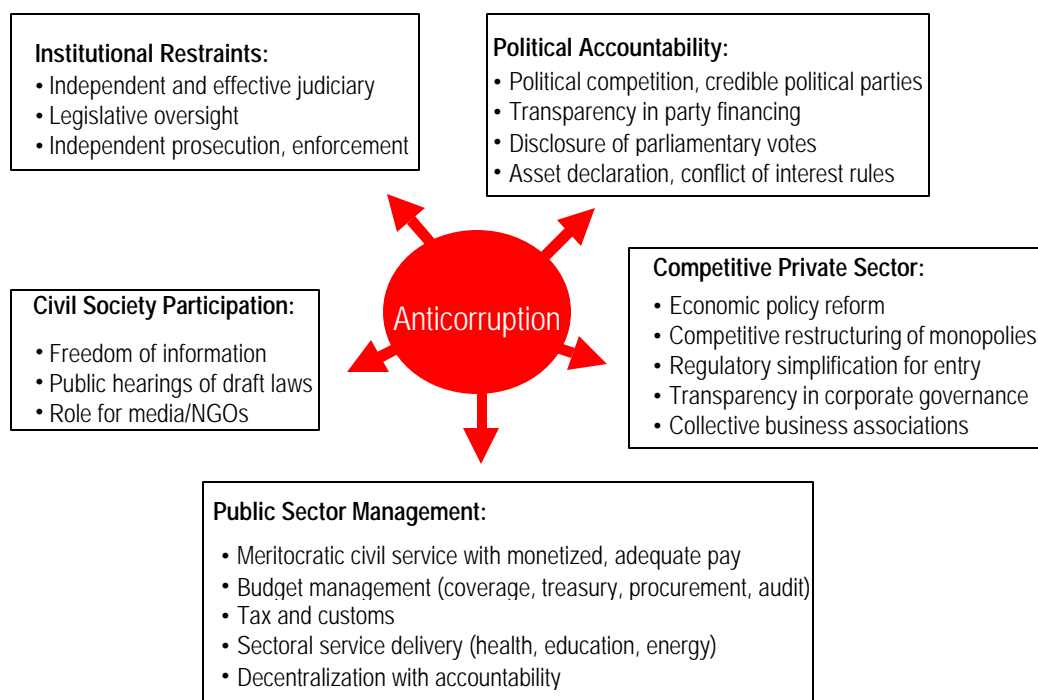 Institutional Restraints:
• Independent and effective judiciary
• Legislative oversight
• Independent prosecution, enforcement
Political Accountability:
• Political competition, credible political parties
• Transparency in party financing
• Disclosure of parliamentary votes
• Asset declaration, conflict of interest rules
Anticorruption
Civil Society Participation:
• Freedom of information
• Public hearings of draft laws
• Role for media/NGOs
Competitive Private Sector:
• Economic policy reform
• Competitive restructuring of monopolies
• Regulatory simplification for entry
• Transparency in corporate governance
• Collective business associations
Public Sector Management:
• Meritocratic civil service with monetized, adequate pay
• Budget management (coverage, treasury, procurement, audit)
• Tax and customs
• Sectoral service delivery (health, education, energy)
• Decentralization with accountability